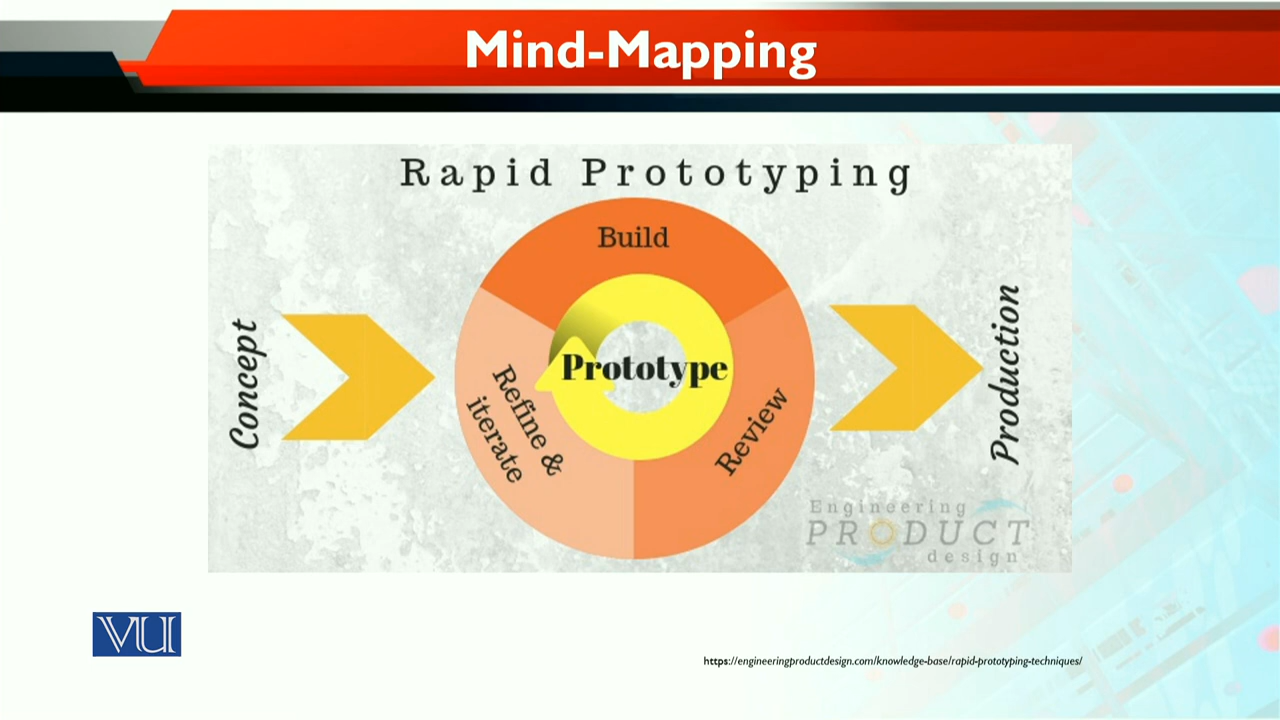 Mind-Mapping
Rapid Prototyping
Build
Concept
Prototype
Refine &
iterate
Review
Production
Engineering
PRODUCT
design
VU
https://engineeringproductdesign.com/knowledge-base/rapid-prototyping-techniques/